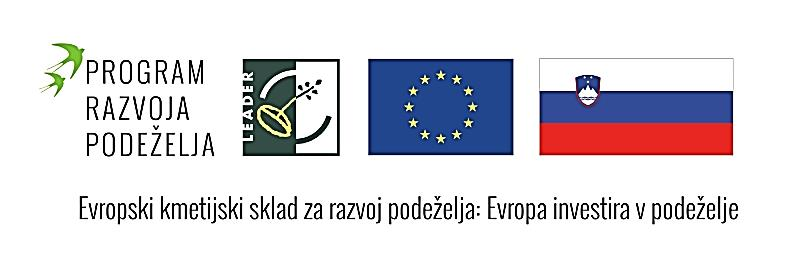 PROGRAM
RAZVOJA
PODEŽELJA
LEADER
Evropski kmetijski sklad za razvoj podeželja: Evropa investira v podeželje